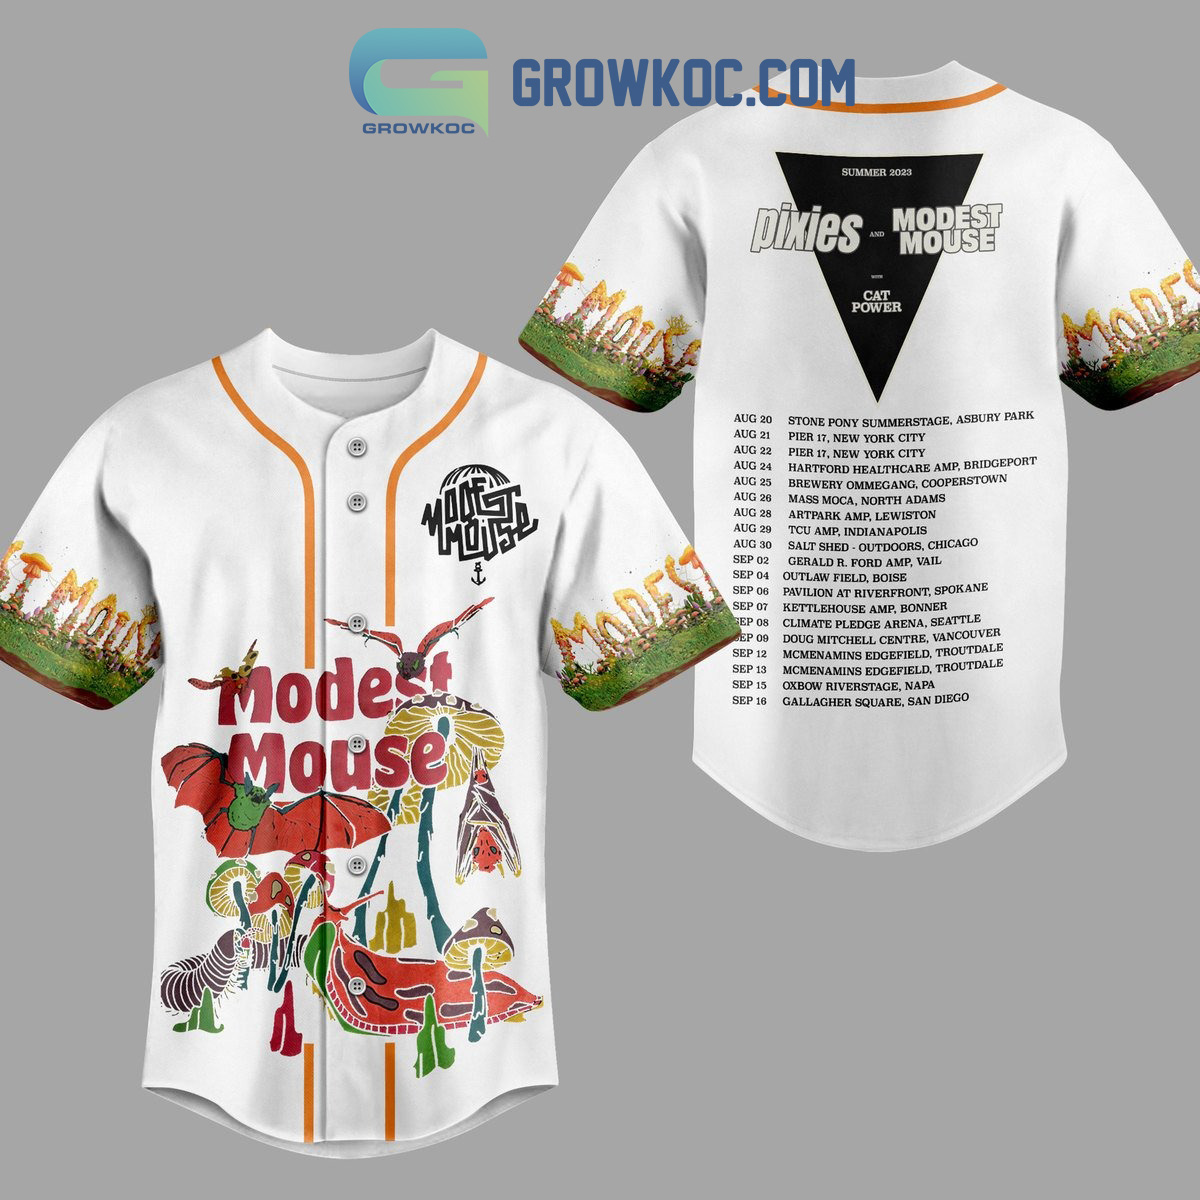 GROWKOC
GROWKOC.COM
SUMMER 2023
pixies AND MODEST MOUSE
WITH
CAT
POWER
AUG 20 STONE PONY SUMMERSTAGE, ASBURY PARK
AUG 21 PIER 17, NEW YORK CITY
AUG 22 PIER 17, NEW YORK CITY
AUG 24 HARTFORD HEALTHCARE AMP, BRIDGEPORT
AUG 25 BREWERY OMMEGANG, COOPERSTOWN
AUG 26 MASS MOCA, NORTH ADAMS
AUG 28 ARTPARK AMP, LEWISTON
AUG 29 TCU AMP, INDIANAPOLIS
AUG 30 SALT SHED - OUTDOORS, CHICAGO
SEP 02 GERALD R. FORD AMP, VAIL
SEP 04 OUTLAW FIELD, BOISE
SEP 06 PAVILION AT RIVERFRONT, SPOKANE
SEP 07 KETTLEHOUSE AMP, BONNER
SEP 08 CLIMATE PLEDGE ARENA, SEATTLE
SEP 09 DOUG MITCHELL CENTRE, VANCOUVER
SEP 12 MCMENAMINS EDGEFIELD, TROUTDALE
SEP 13 MCMENAMINS EDGEFIELD, TROUTDALE
SEP 15 OXBOW RIVERSTAGE, NAPA
SEP 16 GALLAGHER SQUARE, SAN DIEGO
T MOUSE
MODEST
MODEST
MOUSE
T MOUSE
MODEST
Modest
Mouse